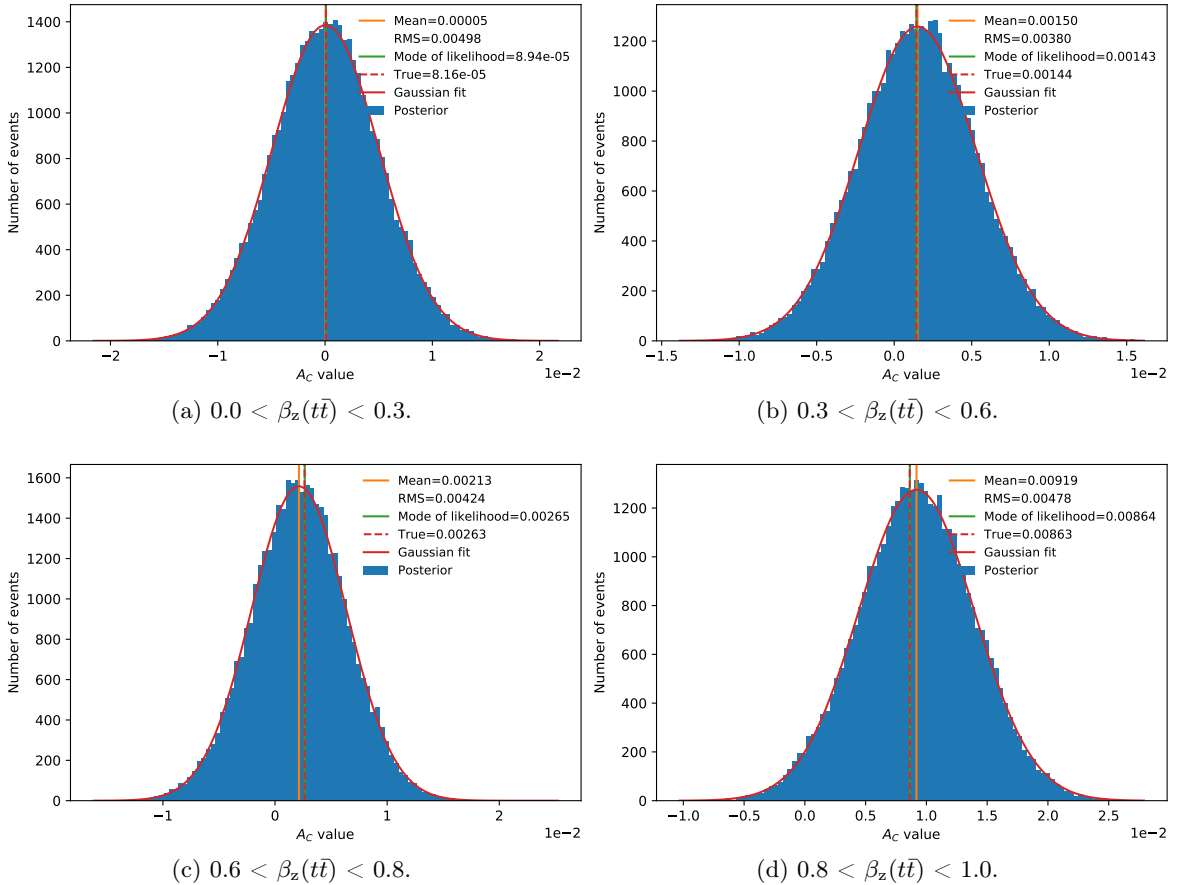 Mean=0.00005
RMS=0.00498
Mode of likelihood=8.94e-05
True=8.16e-05
Gaussian fit
Posterior
Number of events
1400
1200
1000
800
600
400
200
0
−2
−1
0
1
2
1e−2
A_C value
(a) 0.0 < β_z(tt̄) < 0.3.
Mean=0.00150
RMS=0.00380
Mode of likelihood=0.00143
True=0.00144
Gaussian fit
Posterior
Number of events
1200
1000
800
600
400
200
0
−1.5
−1.0
−0.5
0.0
0.5
1.0
1.5
1e−2
A_C value
(b) 0.3 < β_z(tt̄) < 0.6.
Mean=0.00213
RMS=0.00424
Mode of likelihood=0.00265
True=0.00263
Gaussian fit
Posterior
Number of events
1600
1400
1200
1000
800
600
400
200
0
−1
0
1
2
1e−2
A_C value
(c) 0.6 < β_z(tt̄) < 0.8.
Mean=0.00919
RMS=0.00478
Mode of likelihood=0.00864
True=0.00863
Gaussian fit
Posterior
Number of events
1200
1000
800
600
400
200
0
−1.0
−0.5
0.0
0.5
1.0
1.5
2.0
2.5
1e−2
A_C value
(d) 0.8 < β_z(tt̄) < 1.0.